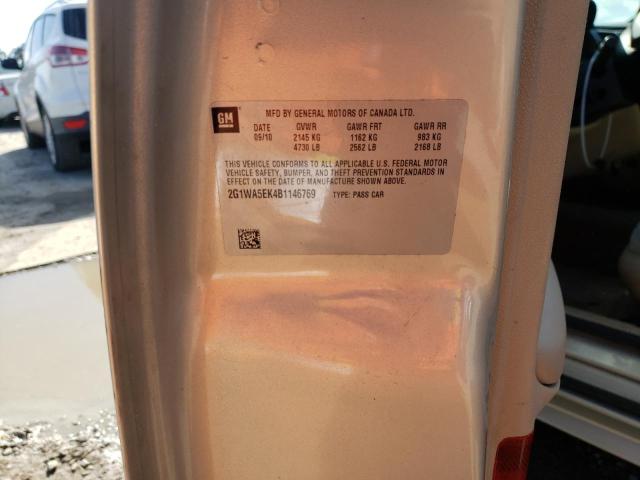 GM
MFD BY GENERAL MOTORS OF CANADA LTD.
DATE GVWR GAWR FRT GAWR RR
09/10 2145 KG 1162 KG 983 KG
4730 LB 2562 LB 2168 LB
THIS VEHICLE CONFORMS TO ALL APPLICABLE U.S. FEDERAL MOTOR
VEHICLE SAFETY, BUMPER, AND THEFT PREVENTION STANDARDS IN
EFFECT ON THE DATE OF MANUFACTURE SHOWN ABOVE.
2G1WA5EK4B1146769 TYPE: PASS CAR